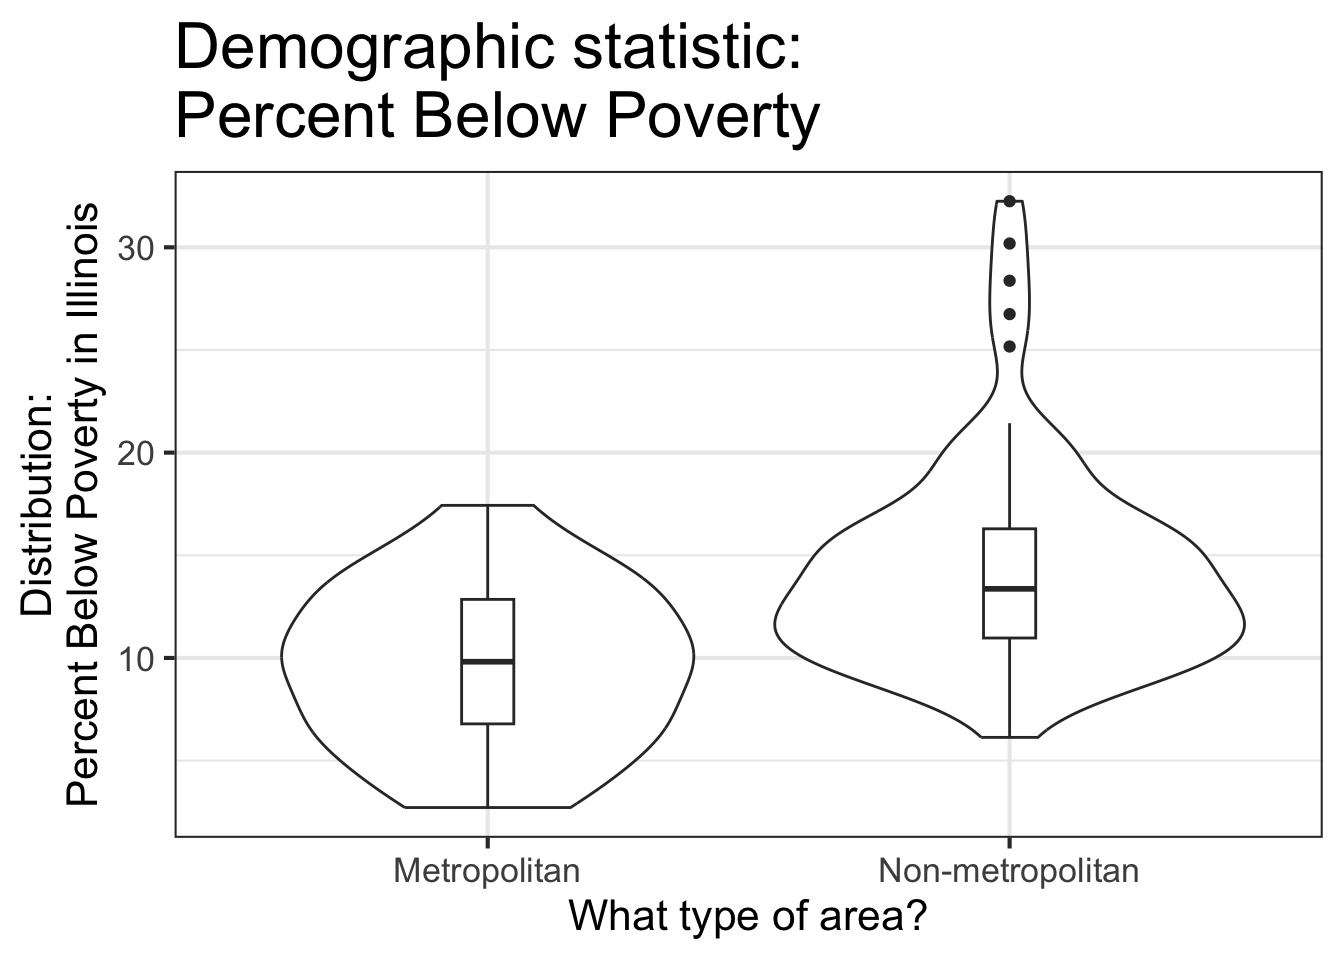 Demographic statistic:
Percent Below Poverty
Distribution:
Percent Below Poverty in Illinois
30
20
10
Metropolitan
Non-metropolitan
What type of area?